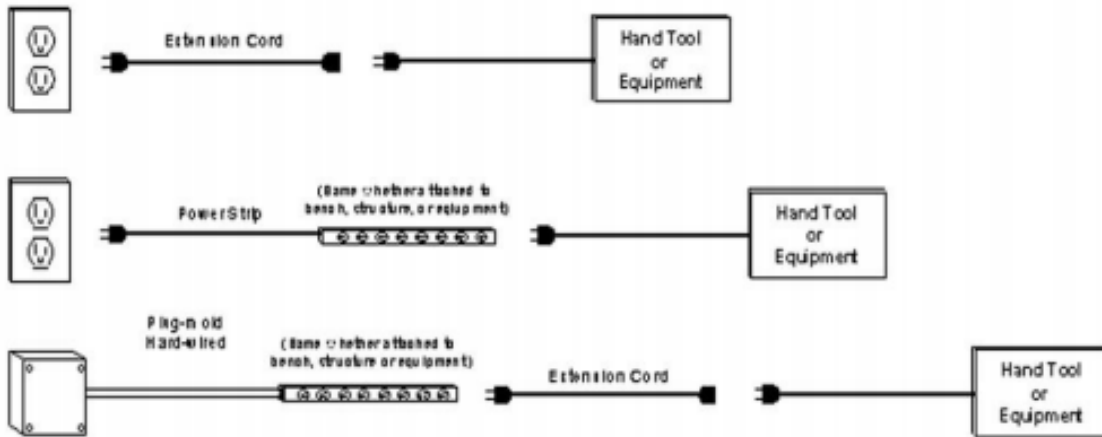 Extension Cord
Hand Tool
or
Equipment
Power Strip
(Same whether attached to
bench, structure, or equipment)
Hand Tool
or
Equipment
Plug-mold
Hard-wired
(Same whether attached to
bench, structure or equipment)
Extension Cord
Hand Tool
or
Equipment